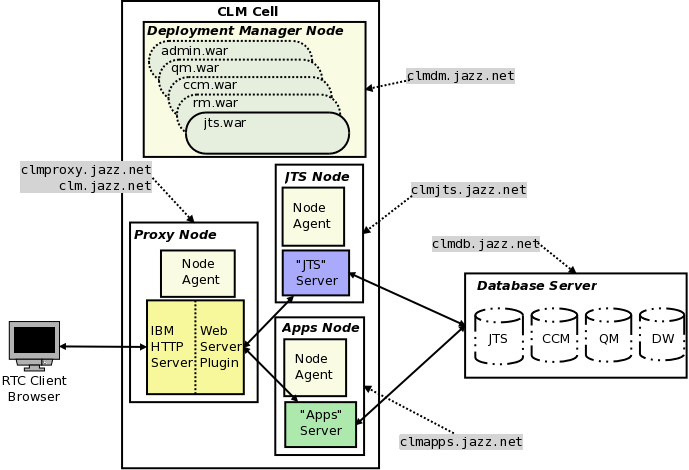 CLM Cell
Deployment Manager Node
admin.war
qm.war
ccm.war
rm.war
jts.war
clmdm.jazz.net
clmproxy.jazz.net
clm.jazz.net
JTS Node
Node
Agent
"JTS"
Server
clmjts.jazz.net
Proxy Node
Node
Agent
IBM
HTTP
Server
Web
Server
Plugin
clmdb.jazz.net
Database Server
JTS
CCM
QM
DW
Apps Node
Node
Agent
"Apps"
Server
clmapps.jazz.net
RTC Client
Browser